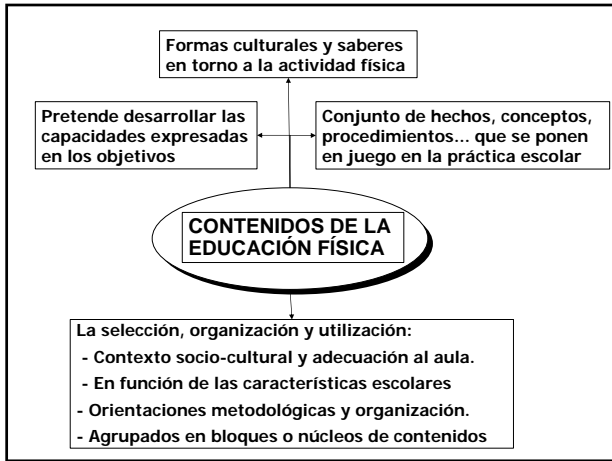 Formas culturales y saberes
en torno a la actividad física
Pretende desarrollar las
capacidades expresadas
en los objetivos
Conjunto de hechos, conceptos,
procedimientos... que se ponen
en juego en la práctica escolar
CONTENIDOS DE LA
EDUCACIÓN FÍSICA
La selección, organización y utilización:
- Contexto socio-cultural y adecuación al aula.
- En función de las características escolares
- Orientaciones metodológicas y organización.
- Agrupados en bloques o núcleos de contenidos